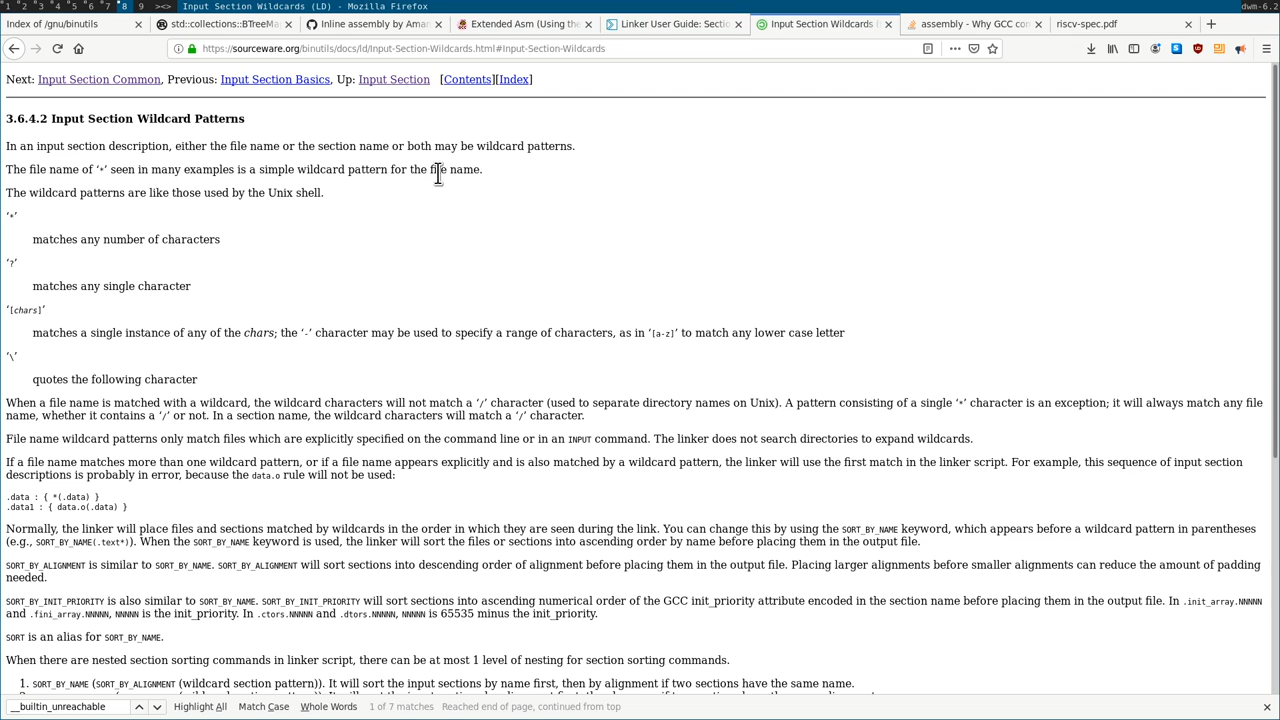 1 2 3 4 5 6 7 8 9 ><> Input Section Wildcards (LD) - Mozilla Firefox dwm-6.2
Index of /gnu/binutils std::collections::BTreeMa Inline assembly by Aman Extended Asm (Using the Linker User Guide: Sectio Input Section Wildcards ( assembly - Why GCC con riscv-spec.pdf
https://sourceware.org/binutils/docs/ld/Input-Section-Wildcards.html#Input-Section-Wildcards
Next: Input Section Common, Previous: Input Section Basics, Up: Input Section [Contents][Index]
3.6.4.2 Input Section Wildcard Patterns
In an input section description, either the file name or the section name or both may be wildcard patterns.
The file name of ‘*’ seen in many examples is a simple wildcard pattern for the file name.
The wildcard patterns are like those used by the Unix shell.
‘*’
matches any number of characters
‘?’
matches any single character
‘[chars]’
matches a single instance of any of the chars; the ‘-’ character may be used to specify a range of characters, as in ‘[a-z]’ to match any lower case letter
‘\’
quotes the following character
When a file name is matched with a wildcard, the wildcard characters will not match a ‘/’ character (used to separate directory names on Unix). A pattern consisting of a single ‘*’ character is an exception; it will always match any file
name, whether it contains a ‘/’ or not. In a section name, the wildcard characters will match a ‘/’ character.
File name wildcard patterns only match files which are explicitly specified on the command line or in an INPUT command. The linker does not search directories to expand wildcards.
If a file name matches more than one wildcard pattern, or if a file name appears explicitly and is also matched by a wildcard pattern, the linker will use the first match in the linker script. For example, this sequence of input section
descriptions is probably in error, because the data.o rule will not be used:
.data : { *(.data) }
.data1 : { data.o(.data) }
Normally, the linker will place files and sections matched by wildcards in the order in which they are seen during the link. You can change this by using the SORT_BY_NAME keyword, which appears before a wildcard pattern in parentheses
(e.g., SORT_BY_NAME(.text*)). When the SORT_BY_NAME keyword is used, the linker will sort the files or sections into ascending order by name before placing them in the output file.
SORT_BY_ALIGNMENT is similar to SORT_BY_NAME. SORT_BY_ALIGNMENT will sort sections into descending order of alignment before placing them in the output file. Placing larger alignments before smaller alignments can reduce the amount of padding
needed.
SORT_BY_INIT_PRIORITY is also similar to SORT_BY_NAME. SORT_BY_INIT_PRIORITY will sort sections into ascending numerical order of the GCC init_priority attribute encoded in the section name before placing them in the output file. In .init_array.NNNNN
and .fini_array.NNNNN, NNNNN is the init_priority. In .ctors.NNNNN and .dtors.NNNNN, NNNNN is 65535 minus the init_priority.
SORT is an alias for SORT_BY_NAME.
When there are nested section sorting commands in linker script, there can be at most 1 level of nesting for section sorting commands.
1. SORT_BY_NAME (SORT_BY_ALIGNMENT (wildcard section pattern)). It will sort the input sections by name first, then by alignment if two sections have the same name.
__builtin_unreachable Highlight All Match Case Whole Words 1 of 7 matches Reached end of page, continued from top